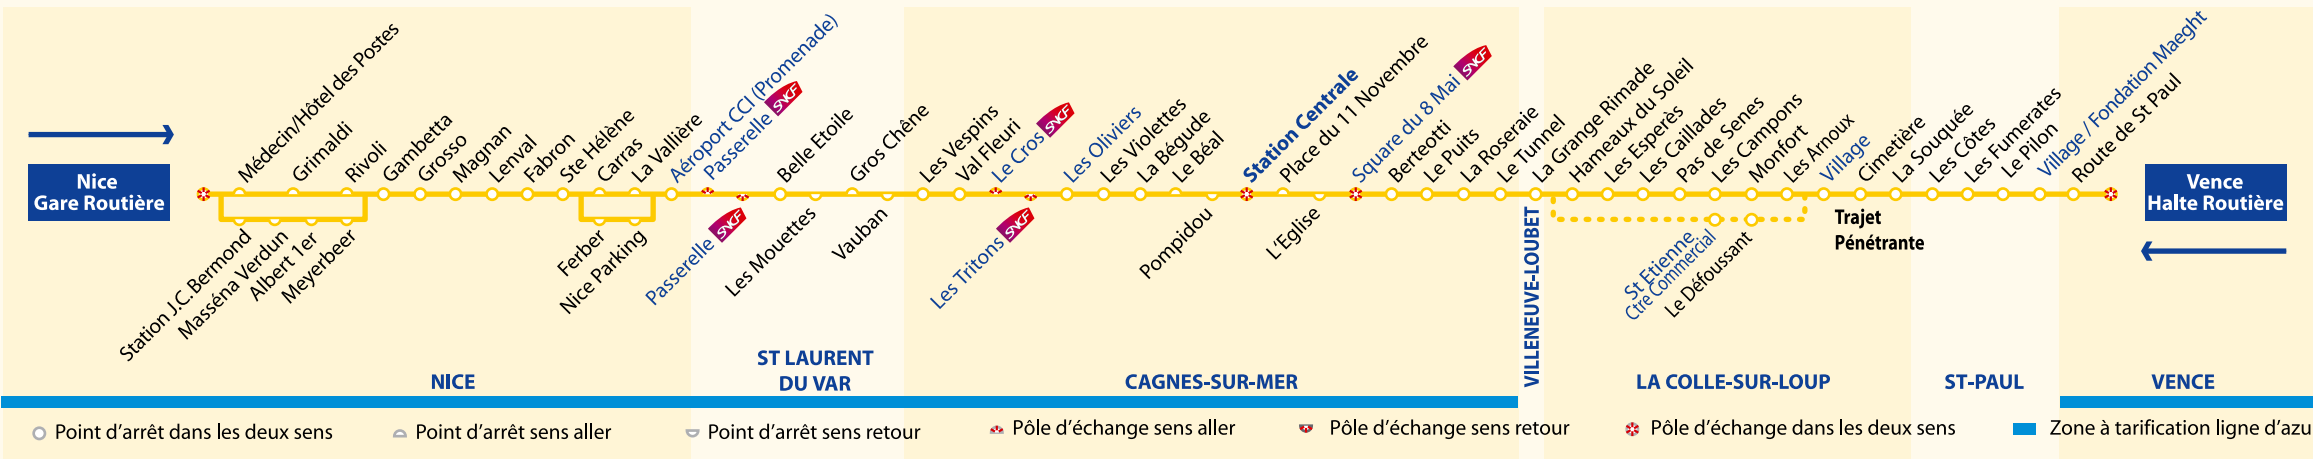 Nice
Gare Routière
Médecin/Hôtel des Postes
Grimaldi
Rivoli
Gambetta
Grosso
Magnan
Lenval
Fabron
Ste Hélène
Carras
La Vallière
Aéroport CCI (Promenade)
Passerelle SNCF
Belle Etoile
Gros Chêne
Les Vespins
Val Fleuri
Le Cros SNCF
Les Oliviers
Les Violettes
La Bégude
Le Béal
Station Centrale
Place du 11 Novembre
Square du 8 Mai SNCF
Berteotti
Le Puits
La Roseraie
Le Tunnel
La Grange Rimade
Hameaux du Soleil
Les Esperès
Les Caillades
Pas de Senes
Les Campons
Monfort
Les Arnoux
Village
Cimetière
La Souquée
Les Côtes
Les Fumerates
Le Pilon
Village / Fondation Maeght
Route de St Paul
Vence
Halte Routière
Station J.C. Bermond
Masséna Verdun
Albert 1er
Meyerbeer
Ferber
Nice Parking
Passerelle SNCF
Les Mouettes
Vauban
Les Tritons SNCF
Pompidou
L'Eglise
St Etienne
Ctre Commercial
Le Défoussant
Trajet
Pénétrante
NICE
ST LAURENT
DU VAR
CAGNES-SUR-MER
VILLENEUVE-LOUBET
LA COLLE-SUR-LOUP
ST-PAUL
VENCE
Point d'arrêt dans les deux sens
Point d'arrêt sens aller
Point d'arrêt sens retour
Pôle d'échange sens aller
Pôle d'échange sens retour
Pôle d'échange dans les deux sens
Zone à tarification ligne d'azu